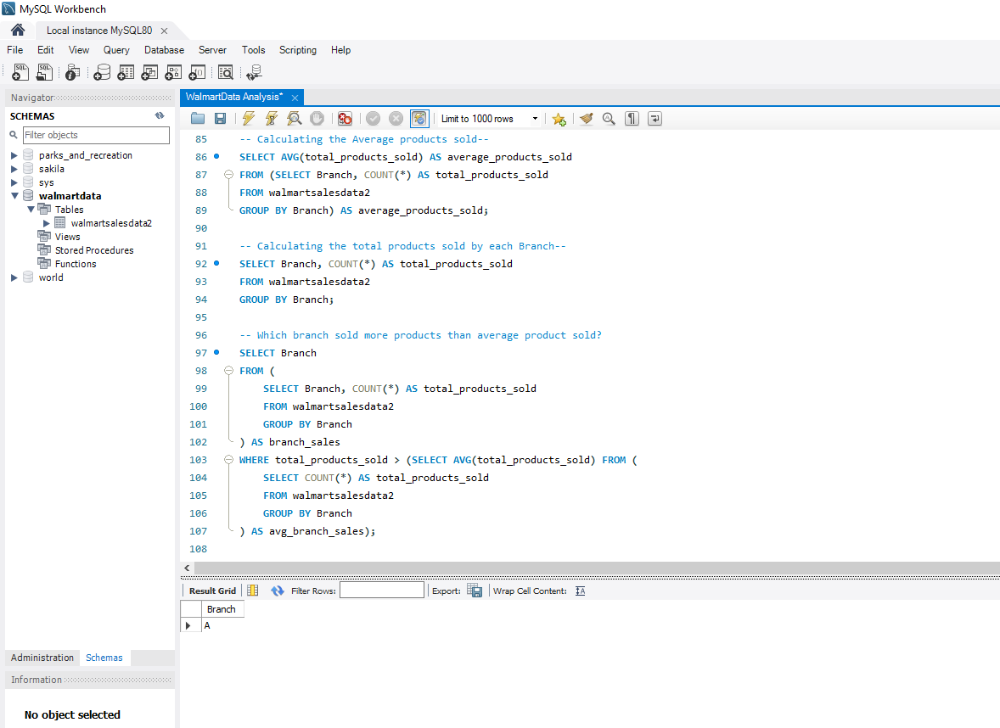 MySQL Workbench
Local instance MySQL80
File Edit View Query Database Server Tools Scripting Help
Navigator
SCHEMAS
Filter objects
parks_and_recreation
sakila
sys
walmartdata
Tables
walmartsalesdata2
Views
Stored Procedures
Functions
world
Administration Schemas
Information
No object selected
WalmartData Analysis*
Limit to 1000 rows
85 -- Calculating the Average products sold--
86 SELECT AVG(total_products_sold) AS average_products_sold
87 FROM (SELECT Branch, COUNT(*) AS total_products_sold
88 FROM walmartsalesdata2
89 GROUP BY Branch) AS average_products_sold;
90
91 -- Calculating the total products sold by each Branch--
92 SELECT Branch, COUNT(*) AS total_products_sold
93 FROM walmartsalesdata2
94 GROUP BY Branch;
95
96 -- Which branch sold more products than average product sold?
97 SELECT Branch
98 FROM (
99 SELECT Branch, COUNT(*) AS total_products_sold
100 FROM walmartsalesdata2
101 GROUP BY Branch
102 ) AS branch_sales
103 WHERE total_products_sold > (SELECT AVG(total_products_sold) FROM (
104 SELECT COUNT(*) AS total_products_sold
105 FROM walmartsalesdata2
106 GROUP BY Branch
107 ) AS avg_branch_sales);
108
Result Grid Filter Rows: Export: Wrap Cell Content:
Branch
A